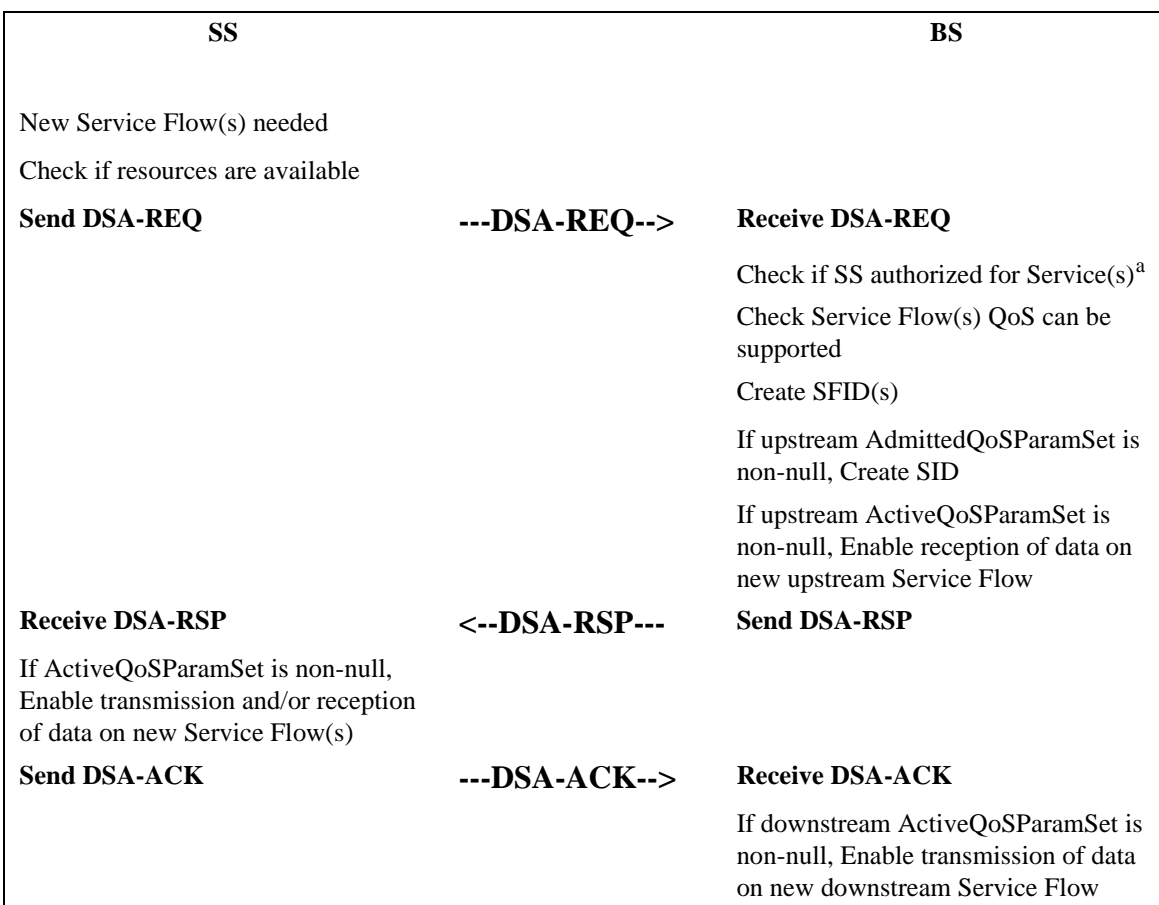 SS BS
New Service Flow(s) needed
Check if resources are available
Send DSA-REQ ---DSA-REQ--> Receive DSA-REQ
Check if SS authorized for Service(s)a
Check Service Flow(s) QoS can be
supported
Create SFID(s)
If upstream AdmittedQoSParamSet is
non-null, Create SID
If upstream ActiveQoSParamSet is
non-null, Enable reception of data on
new upstream Service Flow
Receive DSA-RSP <--DSA-RSP--- Send DSA-RSP
If ActiveQoSParamSet is non-null,
Enable transmission and/or reception
of data on new Service Flow(s)
Send DSA-ACK ---DSA-ACK--> Receive DSA-ACK
If downstream ActiveQoSParamSet is
non-null, Enable transmission of data
on new downstream Service Flow